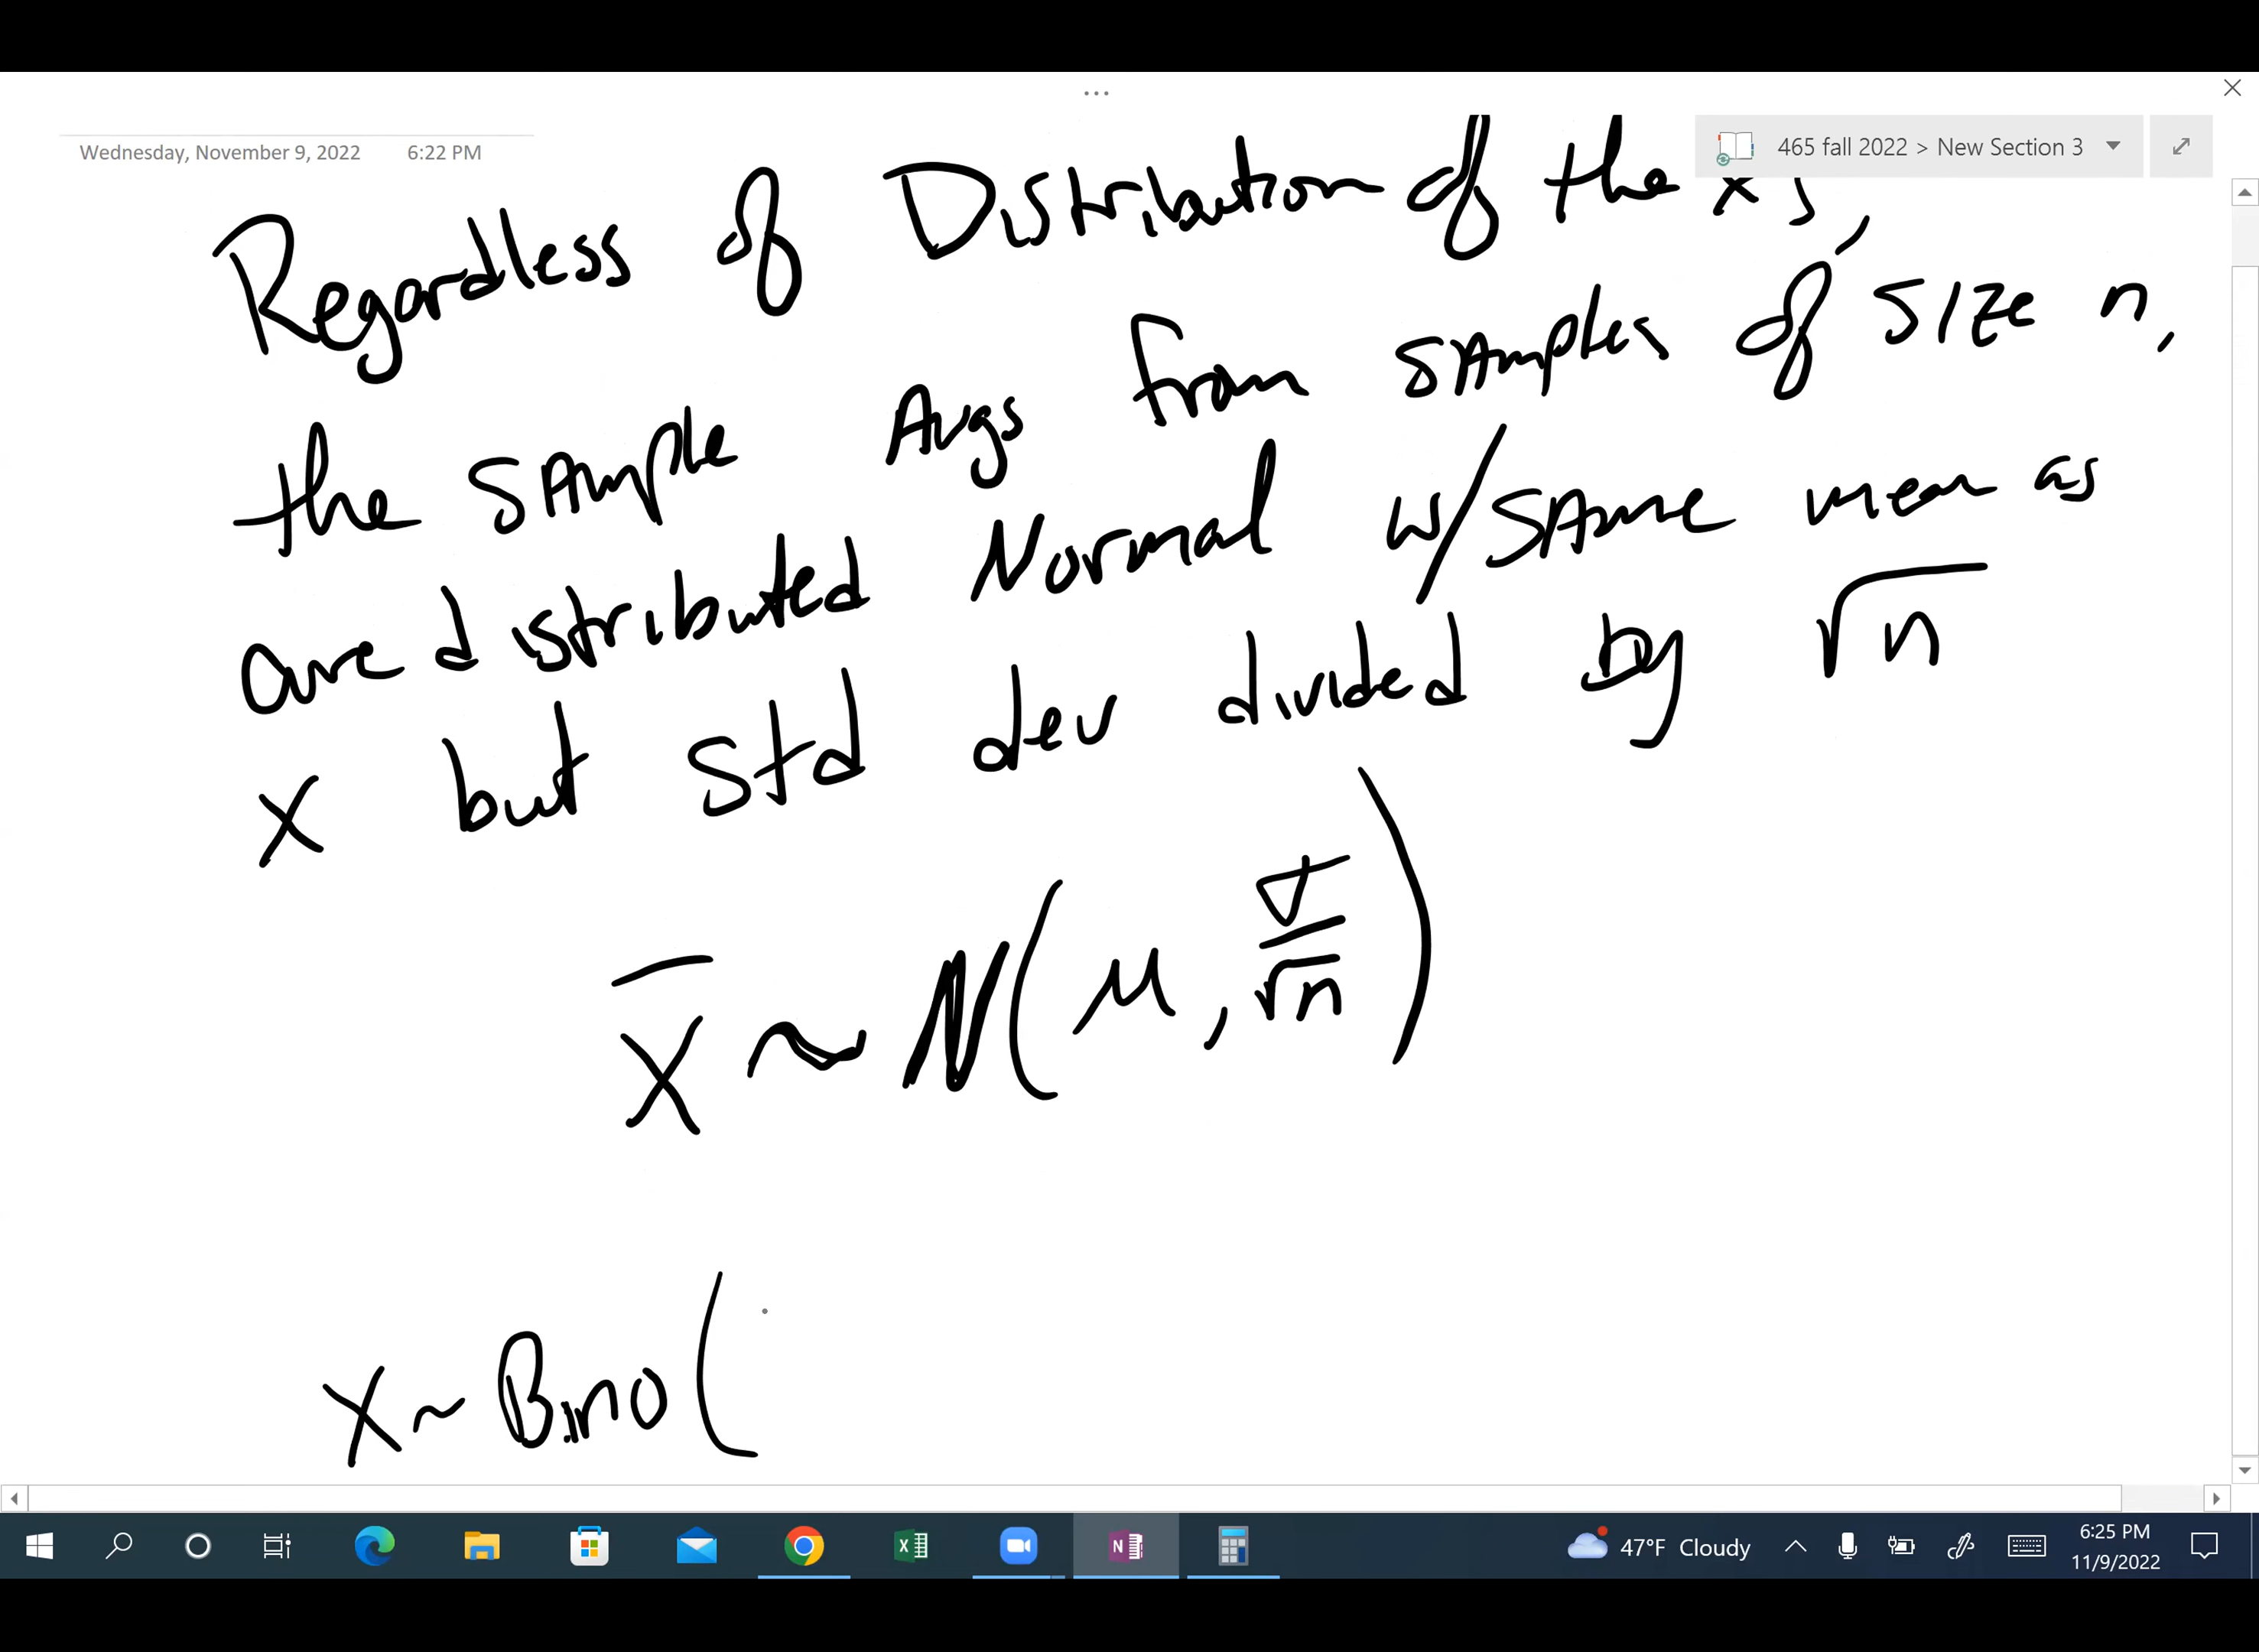 Wednesday, November 9, 2022 6:22 PM
465 fall 2022 > New Section 3
Regardless of Distribution of the x's,
the SAmple Avgs from SAmples of SIZE n,
are distributed Normal w/SAme mean as
X but Std dev divided by √n
X̄ ~ N(μ, σ/√n)
X ~ Bino(
47°F Cloudy
6:25 PM
11/9/2022